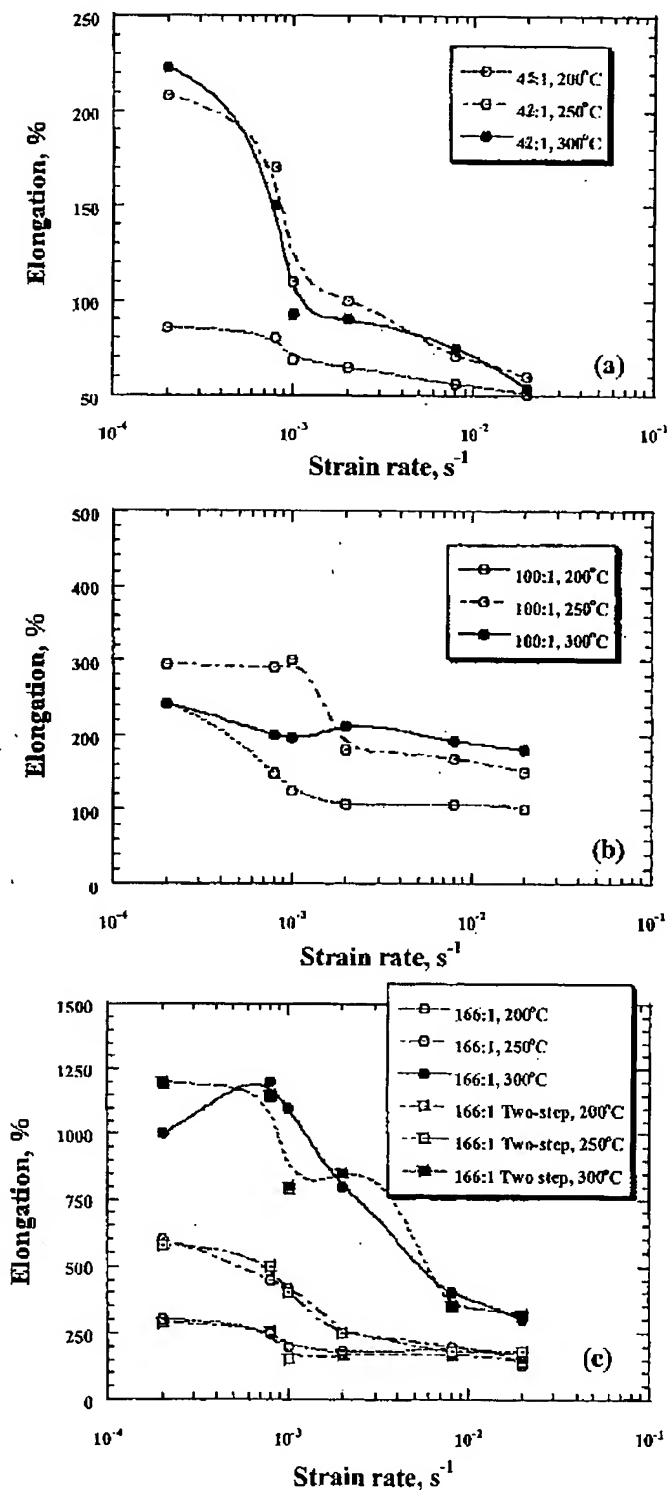 250
200
150
100
50
Elongation, %
45:1, 200°C
42:1, 250°C
42:1, 300°C
(a)
10⁻⁴
10⁻³
10⁻²
10⁻¹
Strain rate, s⁻¹
500
400
300
200
100
0
Elongation, %
100:1, 200°C
100:1, 250°C
100:1, 300°C
(b)
10⁻⁴
10⁻³
10⁻²
10⁻¹
Strain rate, s⁻¹
1500
1250
1000
750
500
250
0
Elongation, %
166:1, 200°C
166:1, 250°C
166:1, 300°C
166:1 Two-step, 200°C
166:1 Two-step, 250°C
166:1 Two step, 300°C
(c)
10⁻⁴
10⁻³
10⁻²
10⁻¹
Strain rate, s⁻¹